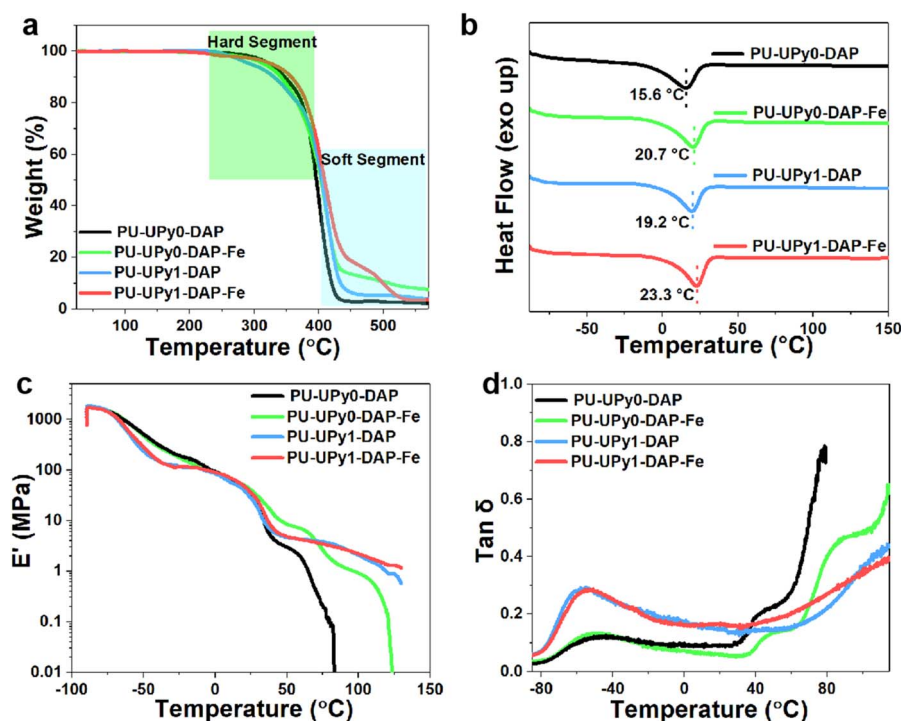 a
Hard Segment
Soft Segment
PU-UPy0-DAP
PU-UPy0-DAP-Fe
PU-UPy1-DAP
PU-UPy1-DAP-Fe
Weight (%)
100
80
60
40
20
0
100 200 300 400 500
Temperature (°C)
b
PU-UPy0-DAP
15.6 °C
PU-UPy0-DAP-Fe
20.7 °C
PU-UPy1-DAP
19.2 °C
PU-UPy1-DAP-Fe
23.3 °C
Heat Flow (exo up)
-50 0 50 100 150
Temperature (°C)
c
PU-UPy0-DAP
PU-UPy0-DAP-Fe
PU-UPy1-DAP
PU-UPy1-DAP-Fe
E' (MPa)
1000
100
10
1
0.1
0.01
-100 -50 0 50 100 150
Temperature (°C)
d
PU-UPy0-DAP
PU-UPy0-DAP-Fe
PU-UPy1-DAP
PU-UPy1-DAP-Fe
Tan δ
1.0
0.8
0.6
0.4
0.2
0.0
-80 -40 0 40 80
Temperature (°C)